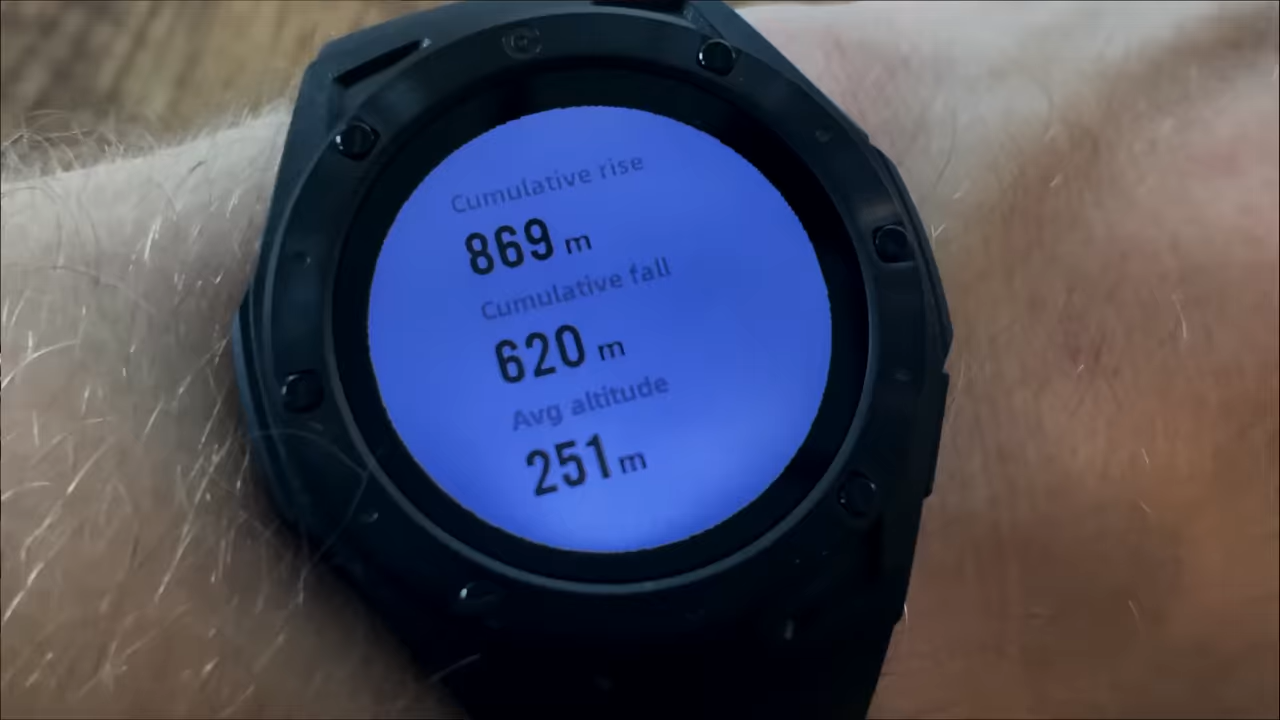 Cumulative rise
869 m
Cumulative fall
620 m
Avg altitude
251 m